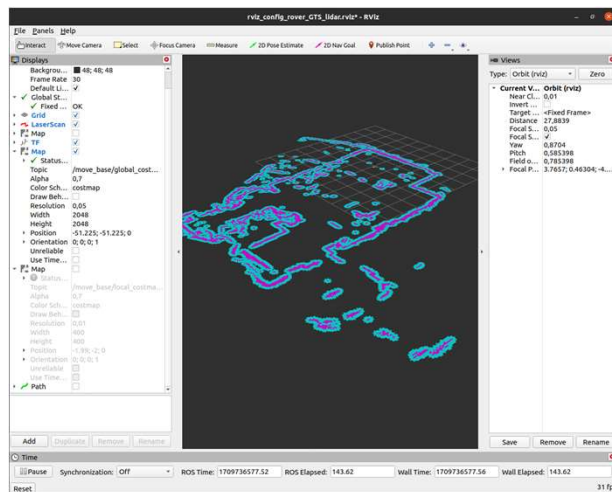 rviz_config_rover_GTS_lidar.rviz* - RViz
File Panels Help
Interact Move Camera Select Focus Camera Measure 2D Pose Estimate 2D Nav Goal Publish Point
Displays
Backgrou... 48; 48; 48
Frame Rate 30
Default Li...
Global St...
Fixed ... OK
Grid
LaserScan
Map
TF
Map
Status...
Topic /move_base/global_cost...
Alpha 0,7
Color Sch... costmap
Draw Beh...
Resolution 0,05
Width 2048
Height 2048
Position -51.225; -51.225; 0
Orientation 0; 0; 0; 1
Unreliable
Use Time...
Map
Status...
Topic /move_base/local_costma...
Alpha 0,7
Color Sch... costmap
Draw Beh...
Resolution 0,01
Width 400
Height 400
Position -1.99; -2; 0
Orientation 0; 0; 0; 1
Unreliable
Use Time...
Path
Add Duplicate Remove Rename
Views
Type: Orbit (rviz) Zero
Current V... Orbit (rviz)
Near Cl... 0,01
Invert ...
Target ... <Fixed Frame>
Distance 27,8839
Focal S... 0,05
Focal S...
Yaw 0,8704
Pitch 0,585398
Field o... 0,785398
Focal P... 3.7657; 0.46304; -4....
Save Remove Rename
Time
Pause Synchronization: Off ROS Time: 1709736577.52 ROS Elapsed: 143.62 Wall Time: 1709736577.56 Wall Elapsed: 143.62
Reset 31 fp